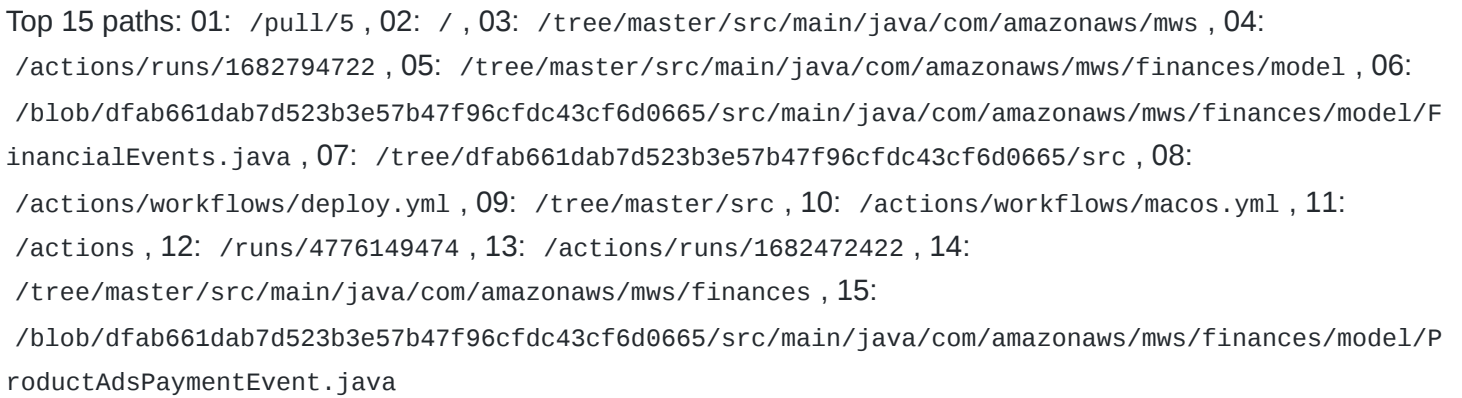 Top 15 paths: 01: /pull/5 , 02: / , 03: /tree/master/src/main/java/com/amazonaws/mws , 04:
/actions/runs/1682794722 , 05: /tree/master/src/main/java/com/amazonaws/mws/finances/model , 06:
/blob/dfab661dab7d523b3e57b47f96cfdc43cf6d0665/src/main/java/com/amazonaws/mws/finances/model/F
inancialEvents.java , 07: /tree/dfab661dab7d523b3e57b47f96cfdc43cf6d0665/src , 08:
/actions/workflows/deploy.yml , 09: /tree/master/src , 10: /actions/workflows/macos.yml , 11:
/actions , 12: /runs/4776149474 , 13: /actions/runs/1682472422 , 14:
/tree/master/src/main/java/com/amazonaws/mws/finances , 15:
/blob/dfab661dab7d523b3e57b47f96cfdc43cf6d0665/src/main/java/com/amazonaws/mws/finances/model/P
roductAdsPaymentEvent.java